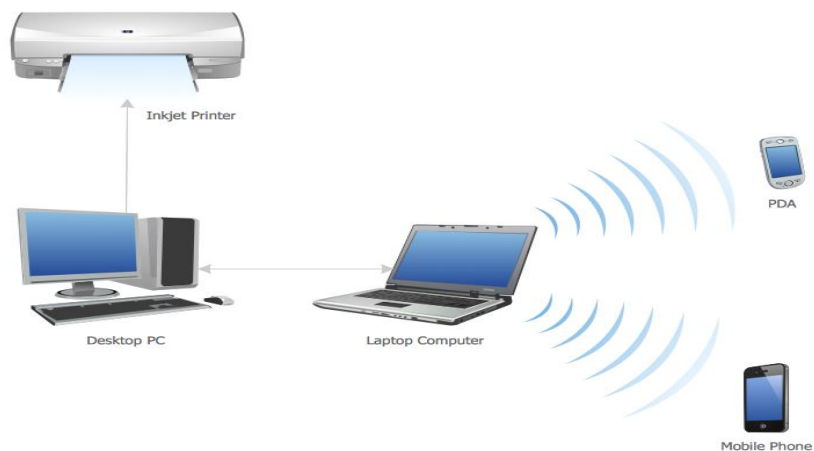 Inkjet Printer
PDA
Desktop PC
Laptop Computer
Mobile Phone